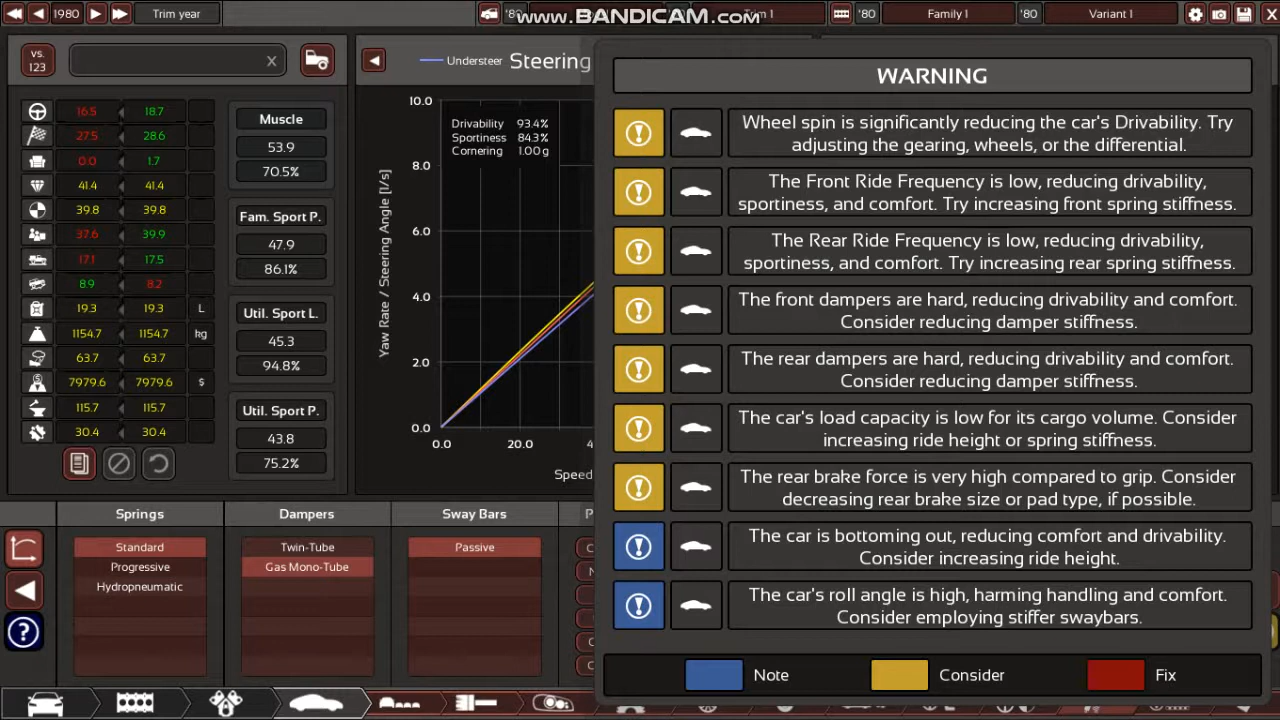 www.BANDICAM.com
1980
Trim year
'80
Trim 1
'80
Family 1
'80
Variant 1
X
vs.
123
x
16.5 18.7
27.5 28.6
0.0 1.7
41.4 41.4
39.8 39.8
37.6 39.9
17.1 17.5
8.9 8.2
19.3 19.3 L
1154.7 1154.7 kg
63.7 63.7
7979.6 7979.6 $
115.7 115.7
30.4 30.4
Muscle
53.9
70.5%
Fam. Sport P.
47.9
86.1%
Util. Sport L.
45.3
94.8%
Util. Sport P.
43.8
75.2%
Understeer
Steering
Drivability 93.4%
Sportiness 84.3%
Cornering 1.00g
Yaw Rate / Steering Angle [1/s]
10.0
8.0
6.0
4.0
2.0
0.0
0.0 20.0
Speed
WARNING
Wheel spin is significantly reducing the car's Drivability. Try
adjusting the gearing, wheels, or the differential.
The Front Ride Frequency is low, reducing drivability,
sportiness, and comfort. Try increasing front spring stiffness.
The Rear Ride Frequency is low, reducing drivability,
sportiness, and comfort. Try increasing rear spring stiffness.
The front dampers are hard, reducing drivability and comfort.
Consider reducing damper stiffness.
The rear dampers are hard, reducing drivability and comfort.
Consider reducing damper stiffness.
The car's load capacity is low for its cargo volume. Consider
increasing ride height or spring stiffness.
The rear brake force is very high compared to grip. Consider
decreasing rear brake size or pad type, if possible.
The car is bottoming out, reducing comfort and drivability.
Consider increasing ride height.
The car's roll angle is high, harming handling and comfort.
Consider employing stiffer swaybars.
Note
Consider
Fix
Springs
Standard
Progressive
Hydropneumatic
Dampers
Twin-Tube
Gas Mono-Tube
Sway Bars
Passive
?